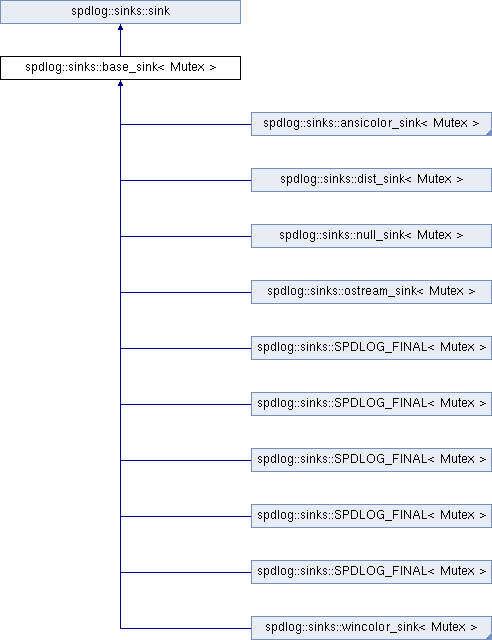 spdlog::sinks::sink
spdlog::sinks::base_sink< Mutex >
spdlog::sinks::ansicolor_sink< Mutex >
spdlog::sinks::dist_sink< Mutex >
spdlog::sinks::null_sink< Mutex >
spdlog::sinks::ostream_sink< Mutex >
spdlog::sinks::SPDLOG_FINAL< Mutex >
spdlog::sinks::SPDLOG_FINAL< Mutex >
spdlog::sinks::SPDLOG_FINAL< Mutex >
spdlog::sinks::SPDLOG_FINAL< Mutex >
spdlog::sinks::SPDLOG_FINAL< Mutex >
spdlog::sinks::wincolor_sink< Mutex >